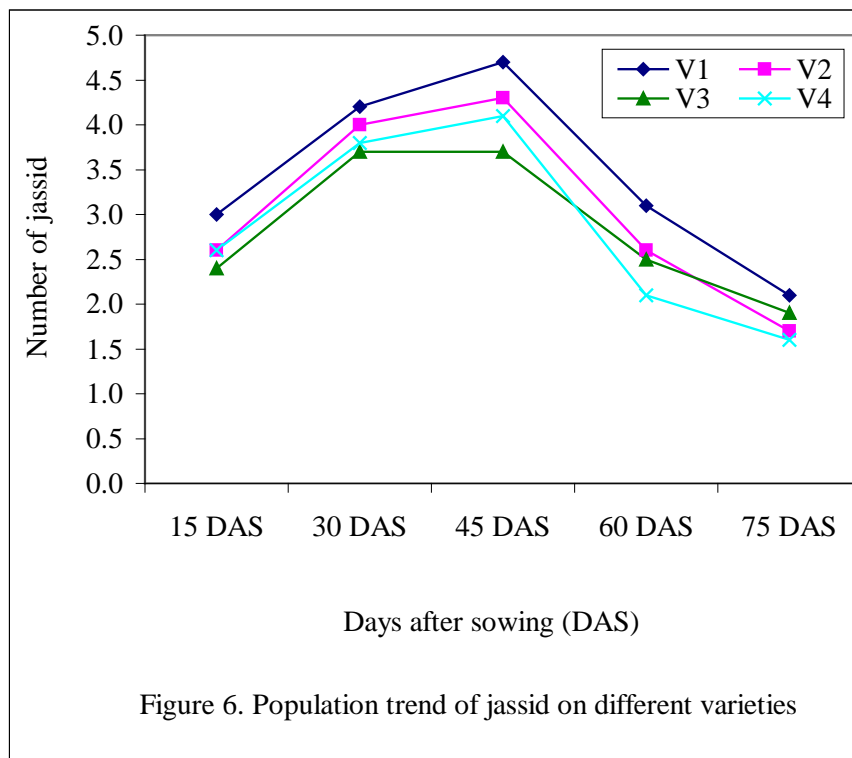 5.0
4.5
4.0
3.5
3.0
2.5
2.0
1.5
1.0
0.5
0.0
Number of jassid
V1 V2
V3 V4
15 DAS 30 DAS 45 DAS 60 DAS 75 DAS
Days after sowing (DAS)
Figure 6. Population trend of jassid on different varieties